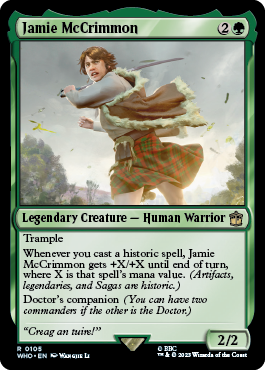 Jamie McCrimmon 2
Legendary Creature — Human Warrior
Trample
Whenever you cast a historic spell, Jamie
McCrimmon gets +X/+X until end of turn,
where X is that spell's mana value. (Artifacts,
legendaries, and Sagas are historic.)
Doctor's companion (You can have two
commanders if the other is the Doctor.)
"Creag an tuire!"
2/2
R 0105
WHO • EN Wangjie Li
© BBC
™ & © 2023 Wizards of the Coast